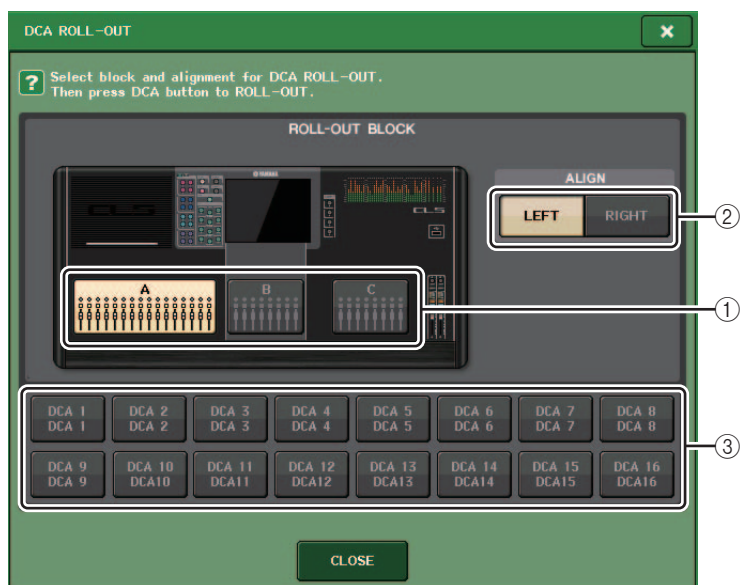 DCA ROLL-OUT
?
Select block and alignment for DCA ROLL-OUT.
Then press DCA button to ROLL-OUT.
ROLL-OUT BLOCK
YAMAHA
CL5
CL5
ALIGN
LEFT
RIGHT
②
A
B
C
①
DCA 1
DCA 1
DCA 2
DCA 2
DCA 3
DCA 3
DCA 4
DCA 4
DCA 5
DCA 5
DCA 6
DCA 6
DCA 7
DCA 7
DCA 8
DCA 8
③
DCA 9
DCA 9
DCA 10
DCA10
DCA 11
DCA11
DCA 12
DCA12
DCA 13
DCA13
DCA 14
DCA14
DCA 15
DCA15
DCA 16
DCA16
CLOSE